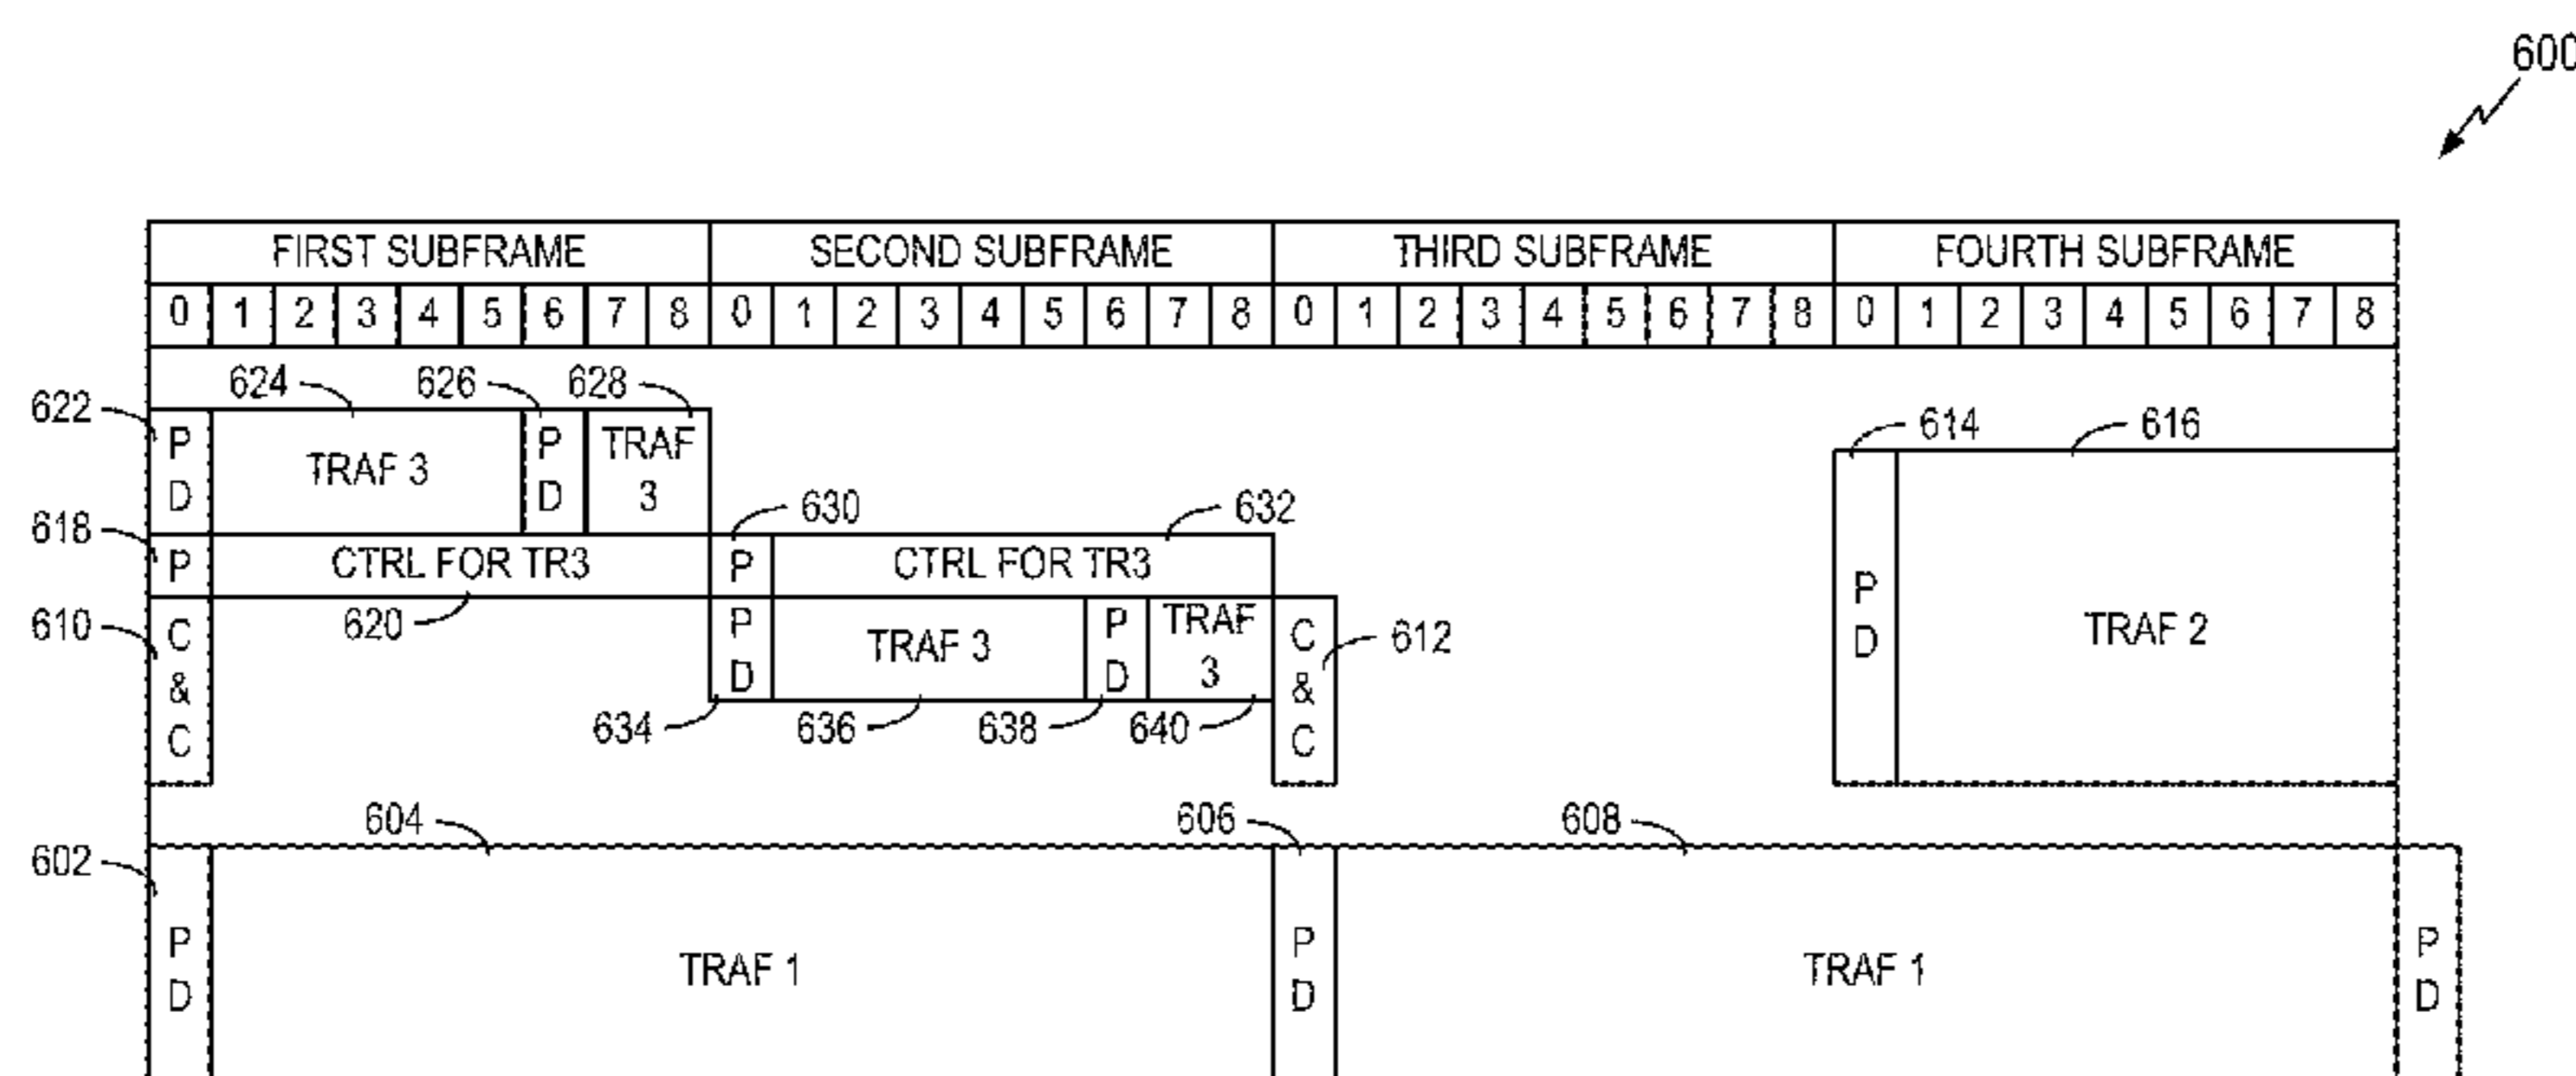 600
FIRST SUBFRAME SECOND SUBFRAME THIRD SUBFRAME FOURTH SUBFRAME
0 1 2 3 4 5 6 7 8 0 1 2 3 4 5 6 7 8 0 1 2 3 4 5 6 7 8 0 1 2 3 4 5 6 7 8
624 626 628
622 614 616
P D TRAF 3 P D TRAF 3
630 632
618
P CTRL FOR TR3 P CTRL FOR TR3
610 620 612
C & C P D TRAF 3 P D TRAF 3 C & C P D TRAF 2
634 636 638 640
604 606 608
602
P D TRAF 1 P D TRAF 1 P D